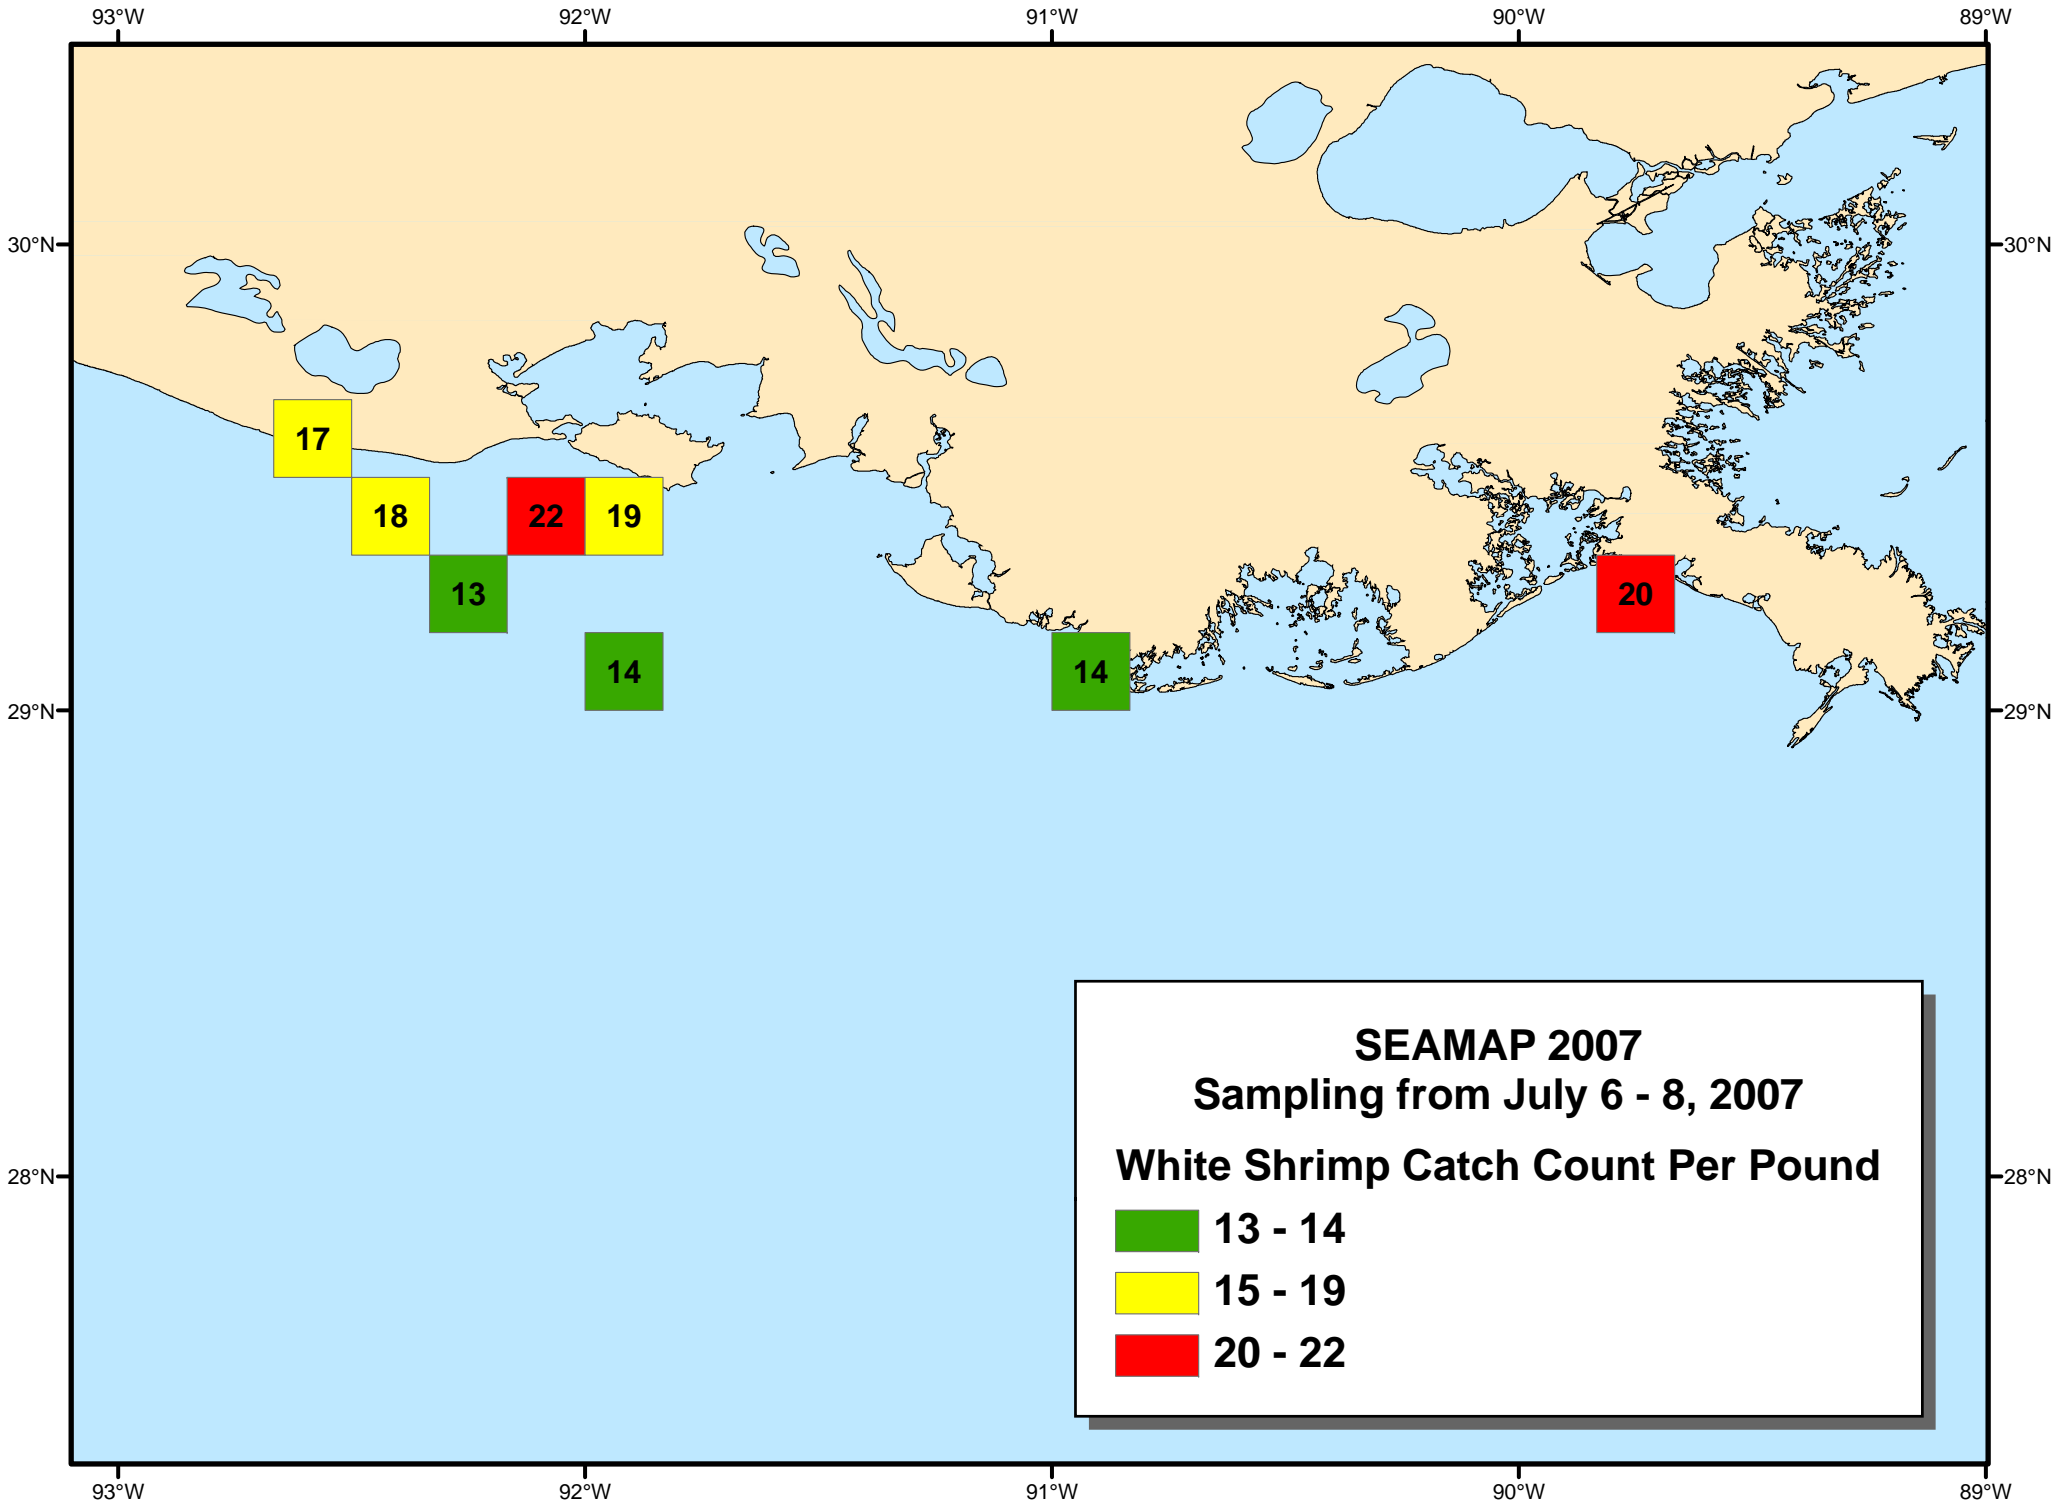 93°W 92°W 91°W 90°W 89°W
30°N 30°N
17
18 22 19
13 20
14 14
29°N 29°N
SEAMAP 2007
Sampling from July 6 - 8, 2007
White Shrimp Catch Count Per Pound
28°N 28°N
13 - 14
15 - 19
20 - 22
93°W 92°W 91°W 90°W 89°W